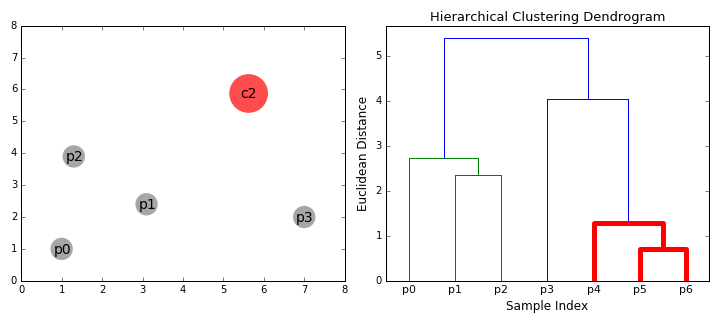 8
7
6
5
4
3
2
1
0
0 1 2 3 4 5 6 7 8
c2
p2
p1
p3
p0
Hierarchical Clustering Dendrogram
Euclidean Distance
5
4
3
2
1
0
p0 p1 p2 p3 p4 p5 p6
Sample Index